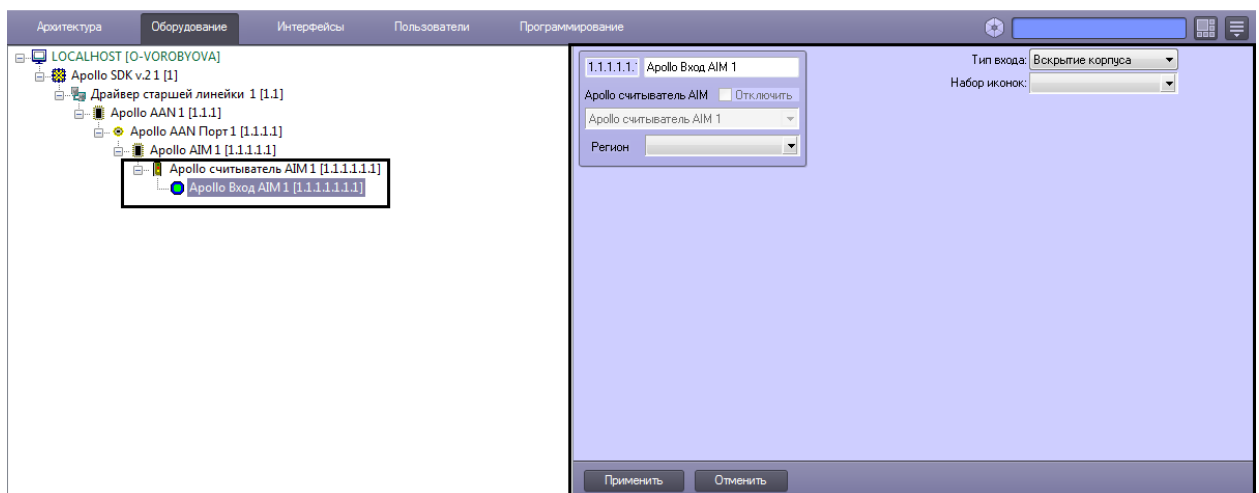 Архитектура Оборудование Интерфейсы Пользователи Программирование
LOCALHOST [O-VOROBYOVA]
Apollo SDK v.2 1 [1]
Драйвер старшей линейки 1 [1.1]
Apollo AAN 1 [1.1.1]
Apollo AAN Порт 1 [1.1.1.1]
Apollo AIM 1 [1.1.1.1.1]
Apollo считыватель AIM 1 [1.1.1.1.1.1]
Apollo Вход AIM 1 [1.1.1.1.1.1.1]
1.1.1.1.1. Apollo Вход AIM 1
Apollo считыватель AIM Отключить
Apollo считыватель AIM 1
Регион
Тип входа: Вскрытие корпуса
Набор иконок:
Применить Отменить